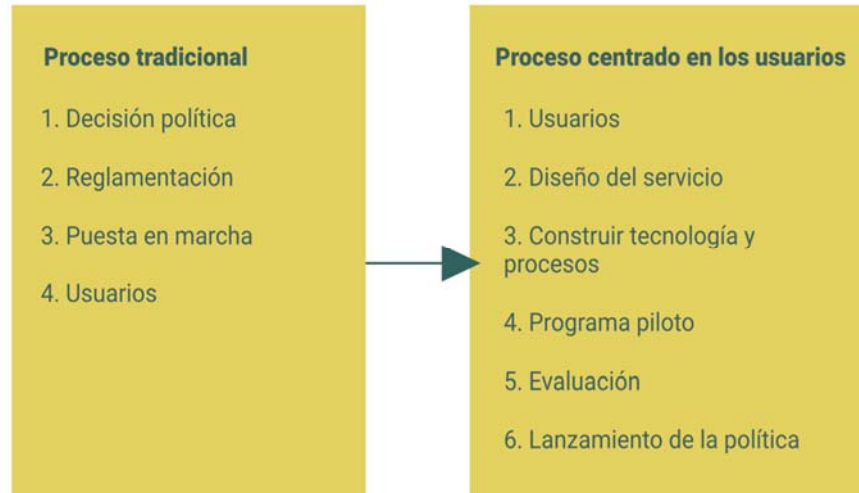 Proceso tradicional
1. Decisión política
2. Reglamentación
3. Puesta en marcha
4. Usuarios
Proceso centrado en los usuarios
1. Usuarios
2. Diseño del servicio
3. Construir tecnología y
procesos
4. Programa piloto
5. Evaluación
6. Lanzamiento de la política